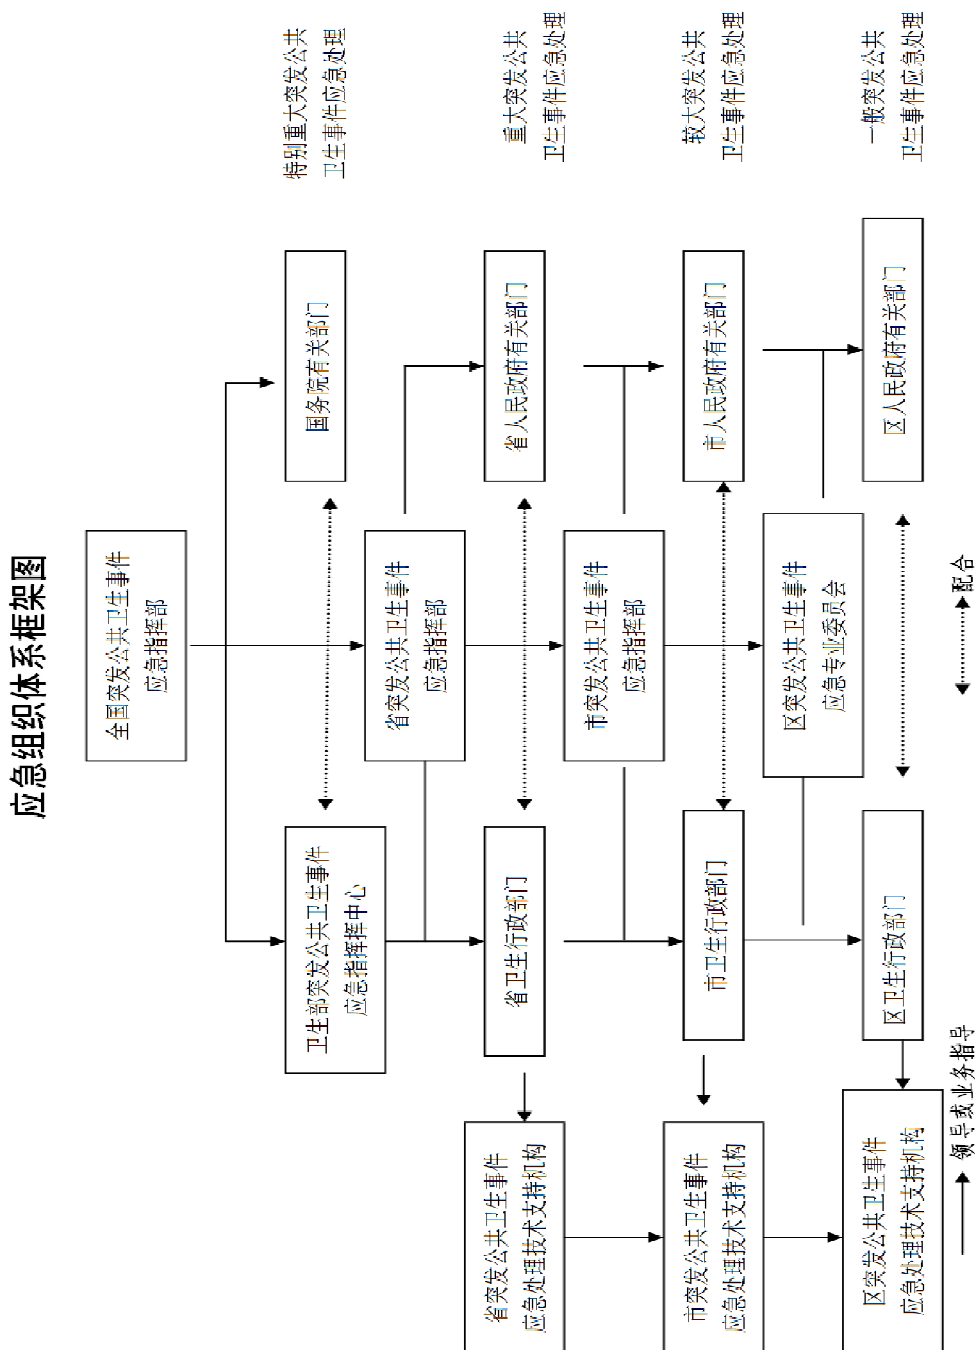 应急组织体系框架图
全国突发公共卫生事件
应急指挥部
卫生部突发公共卫生事件
应急指挥挥中心
国务院有关部门
特别重大突发公共
卫生事件应急处理
省突发公共卫生事件
应急指挥部
省突发公共卫生事件
应急处理技术支持机构
省卫生行政部门
省人民政府有关部门
重大突发公共
卫生事件应急处理
市突发公共卫生事件
应急指挥部
市突发公共卫生事件
应急处理技术支持机构
市卫生行政部门
市人民政府有关部门
较大突发公共
卫生事件应急处理
区突发公共卫生事件
应急专业委员会
区突发公共卫生事件
应急处理技术支持机构
区卫生行政部门
区人民政府有关部门
一般突发公共
卫生事件应急处理
领导或业务指导
配合